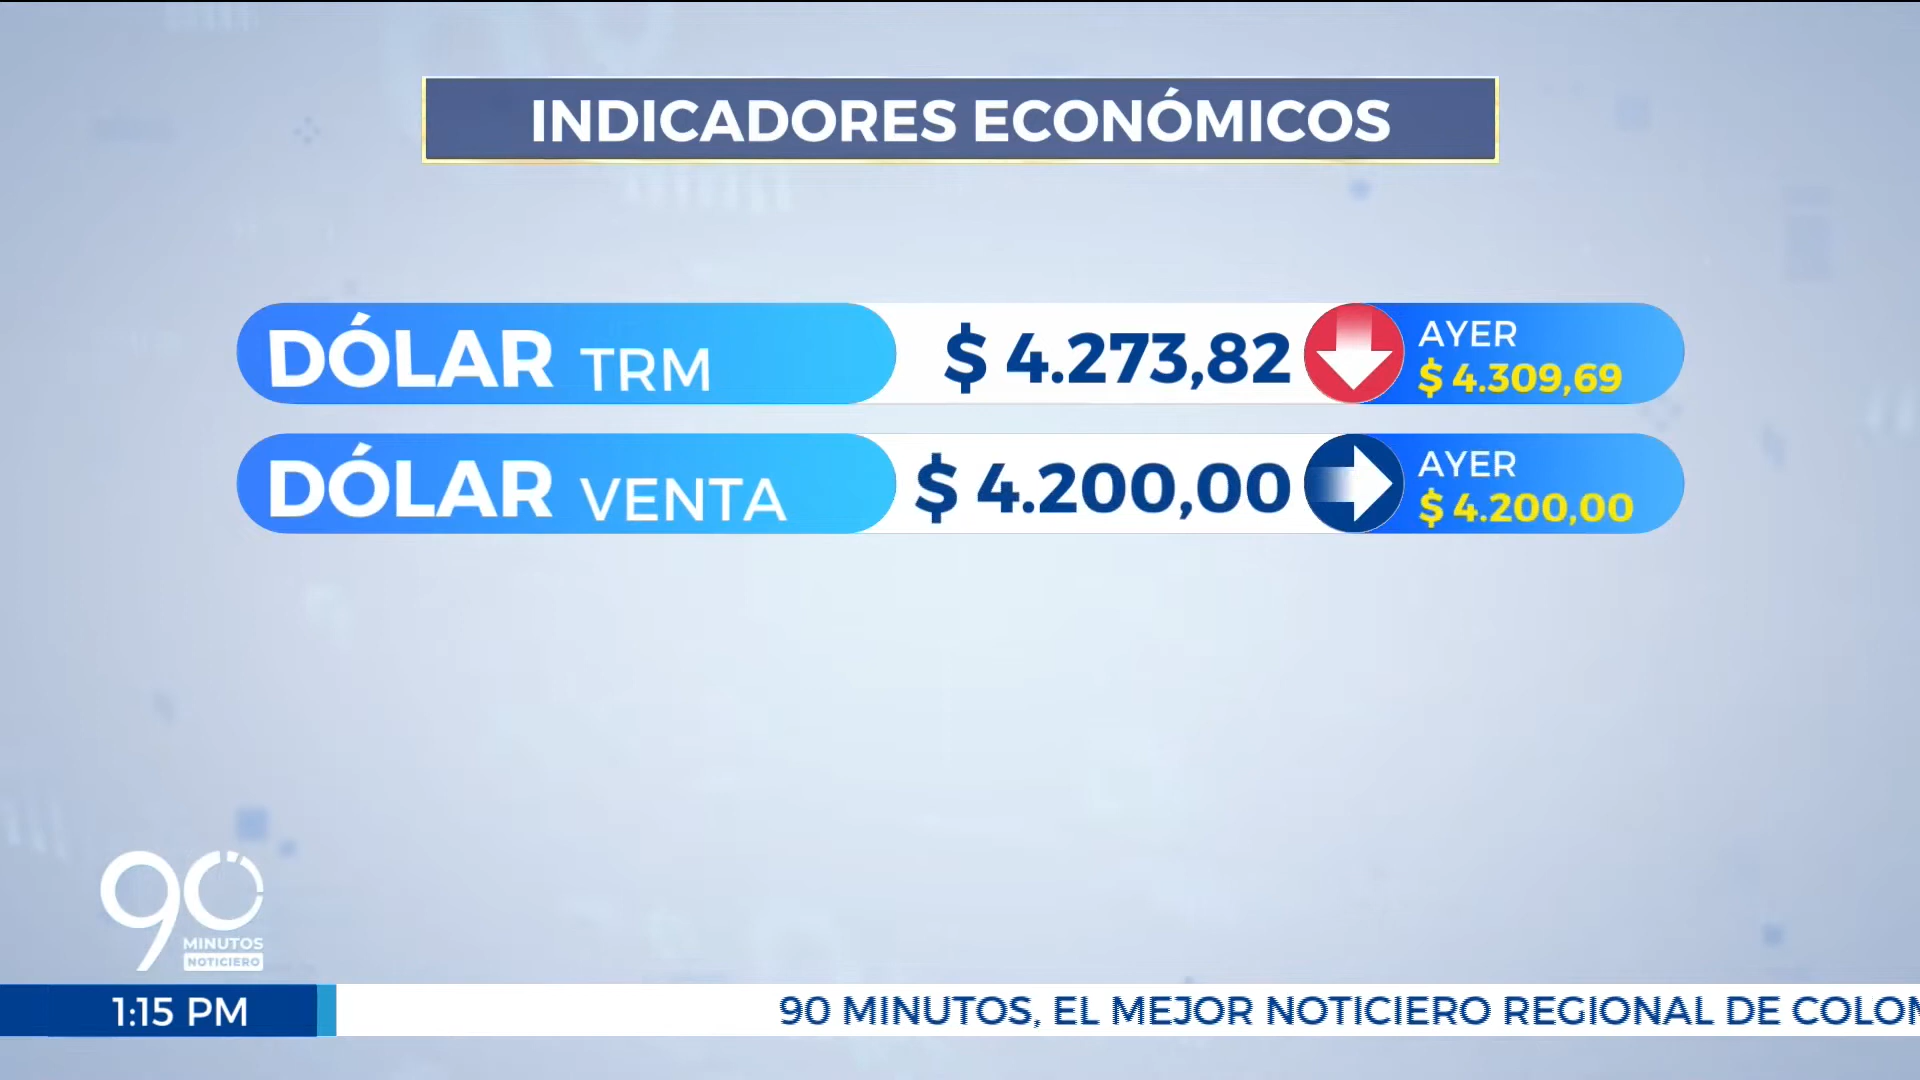 INDICADORES ECONÓMICOS
DÓLAR TRM $ 4.273,82 AYER
$ 4.309,69
DÓLAR VENTA $ 4.200,00 AYER
$ 4.200,00
90
MINUTOS
NOTICIERO
1:15 PM 90 MINUTOS, EL MEJOR NOTICIERO REGIONAL DE COLOM